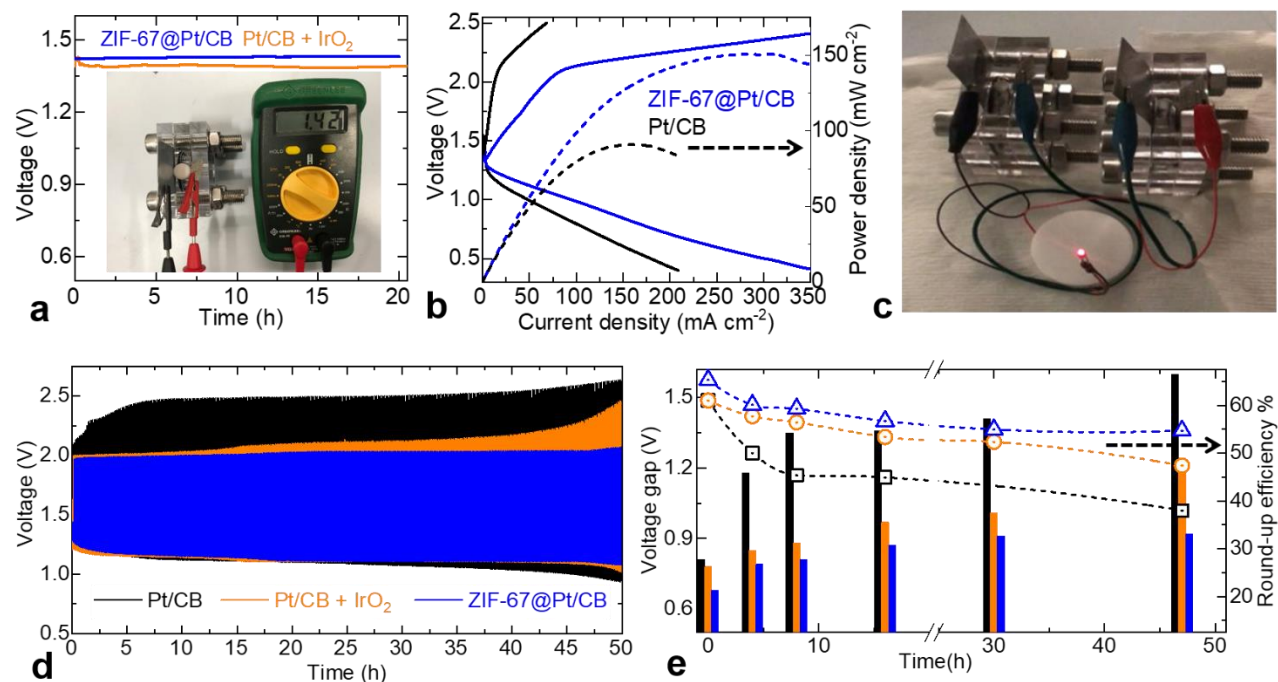 ZIF-67@Pt/CB Pt/CB + IrO₂
1.5
1.2
0.9
0.6
Voltage (V)
1.42
HOLD
0 5 10 15 20
Time (h)
a
2.5
2.0
1.5
1.0
0.5
Voltage (V)
ZIF-67@Pt/CB
Pt/CB
150
100
50
0
Power density (mW cm⁻²)
0 50 100 150 200 250 300 350
Current density (mA cm⁻²)
b
c
2.5
2.0
1.5
1.0
0.5
Voltage (V)
Pt/CB Pt/CB + IrO₂ ZIF-67@Pt/CB
0 5 10 15 20 25 30 35 40 45 50
Time (h)
d
1.5
1.2
0.9
0.6
Voltage gap (V)
60
50
40
30
20
Round-up efficiency %
0 10 30 40 50
Time(h)
e